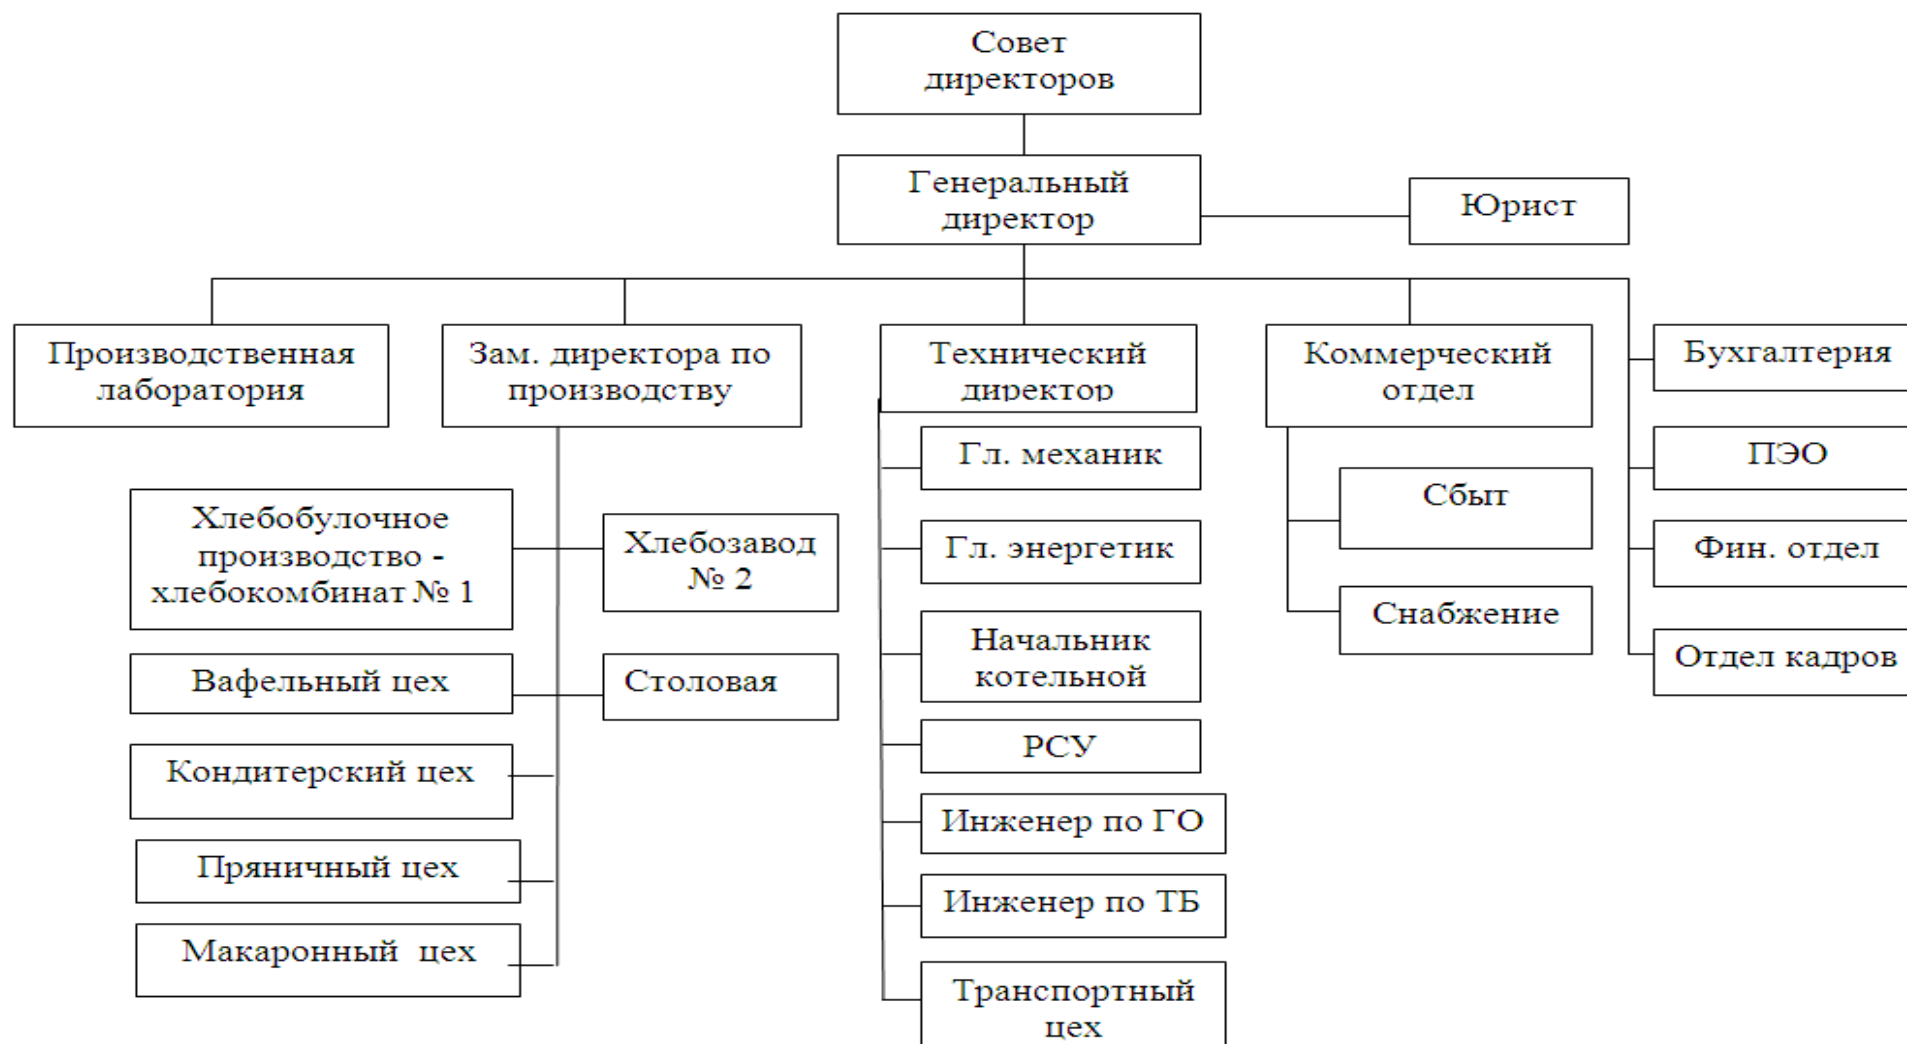 Совет
директоров
Генеральный
директор
Юрист
Производственная
лаборатория
Зам. директора по
производству
Технический
директор
Коммерческий
отдел
Бухгалтерия
ПЭО
Фин. отдел
Отдел кадров
Хлебобулочное
производство -
хлебокомбинат № 1
Хлебозавод
№ 2
Вафельный цех
Столовая
Кондитерский цех
Пряничный цех
Макаронный цех
Гл. механик
Гл. энергетик
Начальник
котельной
РСУ
Инженер по ГО
Инженер по ТБ
Транспортный
цех
Сбыт
Снабжение